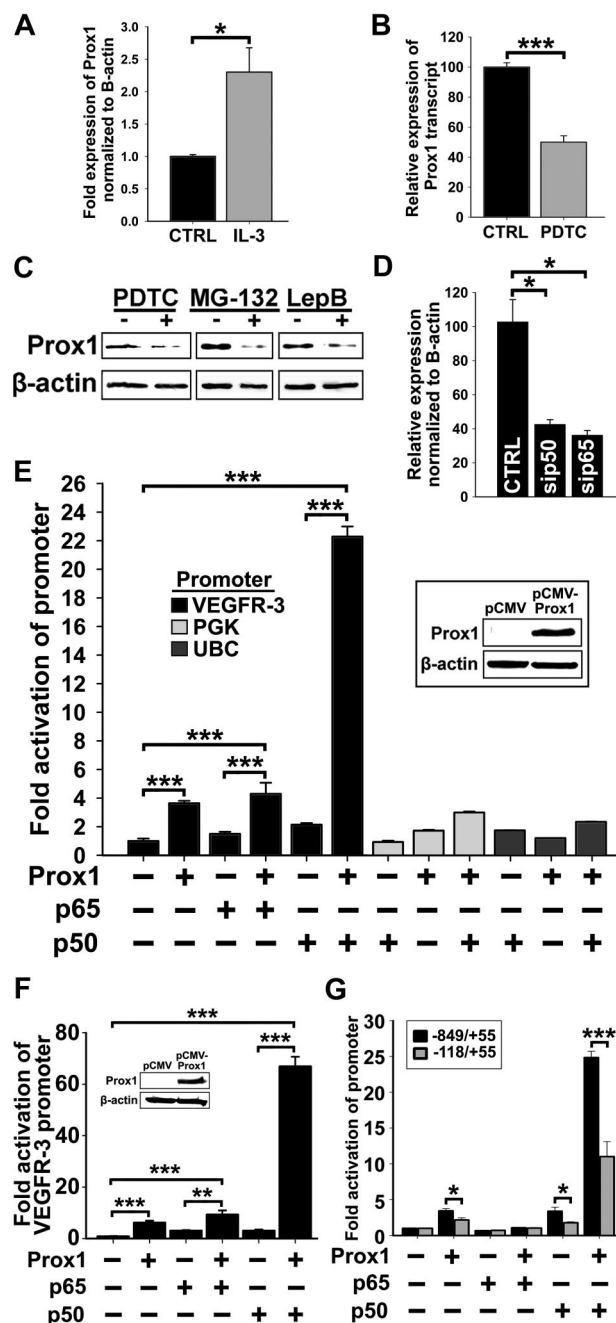 A
Fold expression of Prox1
normalized to B-actin
3.0
2.5
2.0
1.5
1.0
0.5
0.0
*
CTRL IL-3
B
Relative expression of
Prox1 transcript
120
100
80
60
40
20
0
***
CTRL PDTC
C
PDTC MG-132 LepB
- + - + - +
Prox1
β-actin
D
Relative expression
normalized to B-actin
120
100
80
60
40
20
0
*
*
CTRL
sip50
sip65
E
Fold activation of promoter
26
24
22
20
18
16
14
12
10
8
6
4
2
0
***
***
***
***
***
Promoter
VEGFR-3
PGK
UBC
pCMV
pCMV-
Prox1
Prox1
β-actin
Prox1 − + − + − + − + + − + +
p65 − − + + − − − − − − − −
p50 − − − − + + + − + + − +
F
Fold activation of
VEGFR-3 promoter
80
60
40
20
10
0
***
***
***
***
**
pCMV
pCMV-
Prox1
Prox1
β-actin
Prox1 − + − + − +
p65 − − + + − −
p50 − − − − + +
G
Fold activation of promoter
30
25
20
15
10
5
0
-849/+55
-118/+55
*
*
***
Prox1 − + − + − +
p65 − − + + − −
p50 − − − − + +